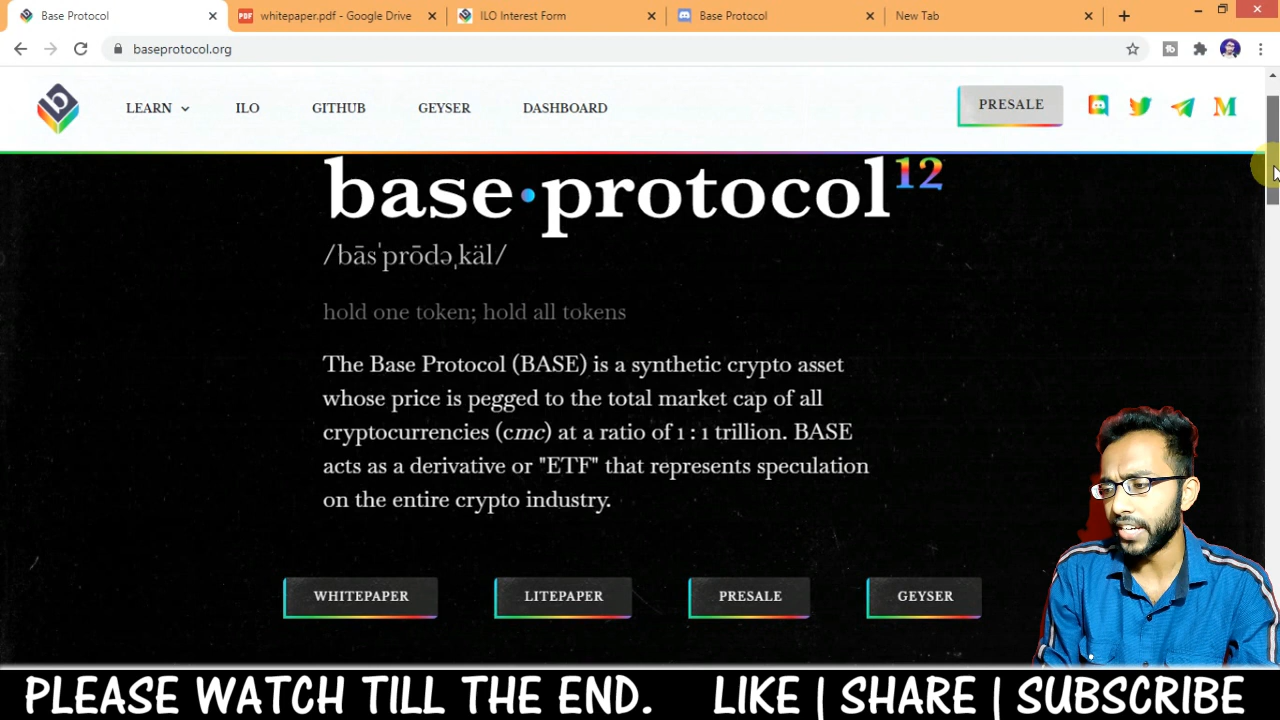 Base Protocol
whitepaper.pdf - Google Drive
ILO Interest Form
Base Protocol
New Tab
baseprotocol.org
LEARN
ILO
GITHUB
GEYSER
DASHBOARD
PRESALE
base·protocol¹²
/bāsˈprōdəˌkäl/
hold one token; hold all tokens
The Base Protocol (BASE) is a synthetic crypto asset
whose price is pegged to the total market cap of all
cryptocurrencies (cmc) at a ratio of 1 : 1 trillion. BASE
acts as a derivative or "ETF" that represents speculation
on the entire crypto industry.
WHITEPAPER
LITEPAPER
PRESALE
GEYSER
PLEASE WATCH TILL THE END. LIKE | SHARE | SUBSCRIBE